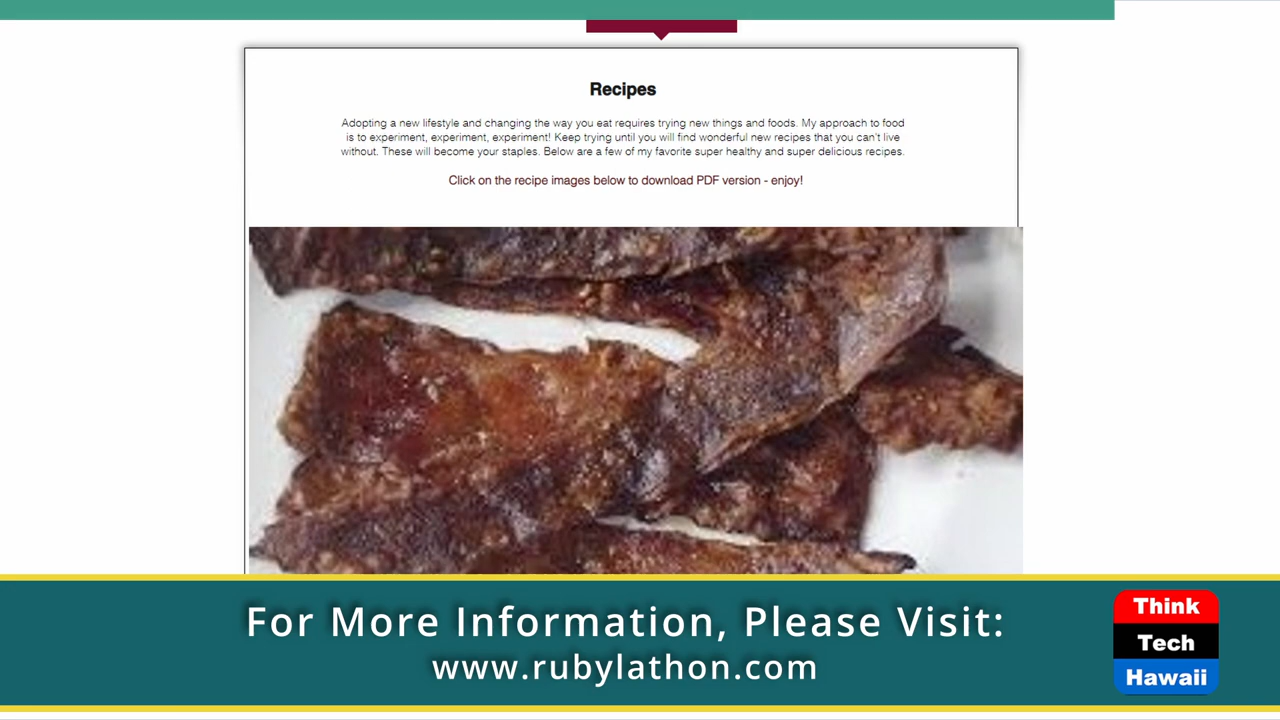 Recipes
Adopting a new lifestyle and changing the way you eat requires trying new things and foods. My approach to food
is to experiment, experiment, experiment! Keep trying until you will find wonderful new recipes that you can't live
without. These will become your staples. Below are a few of my favorite super healthy and super delicious recipes.
Click on the recipe images below to download PDF version - enjoy!
For More Information, Please Visit:
www.rubylathon.com
Think
Tech
Hawaii